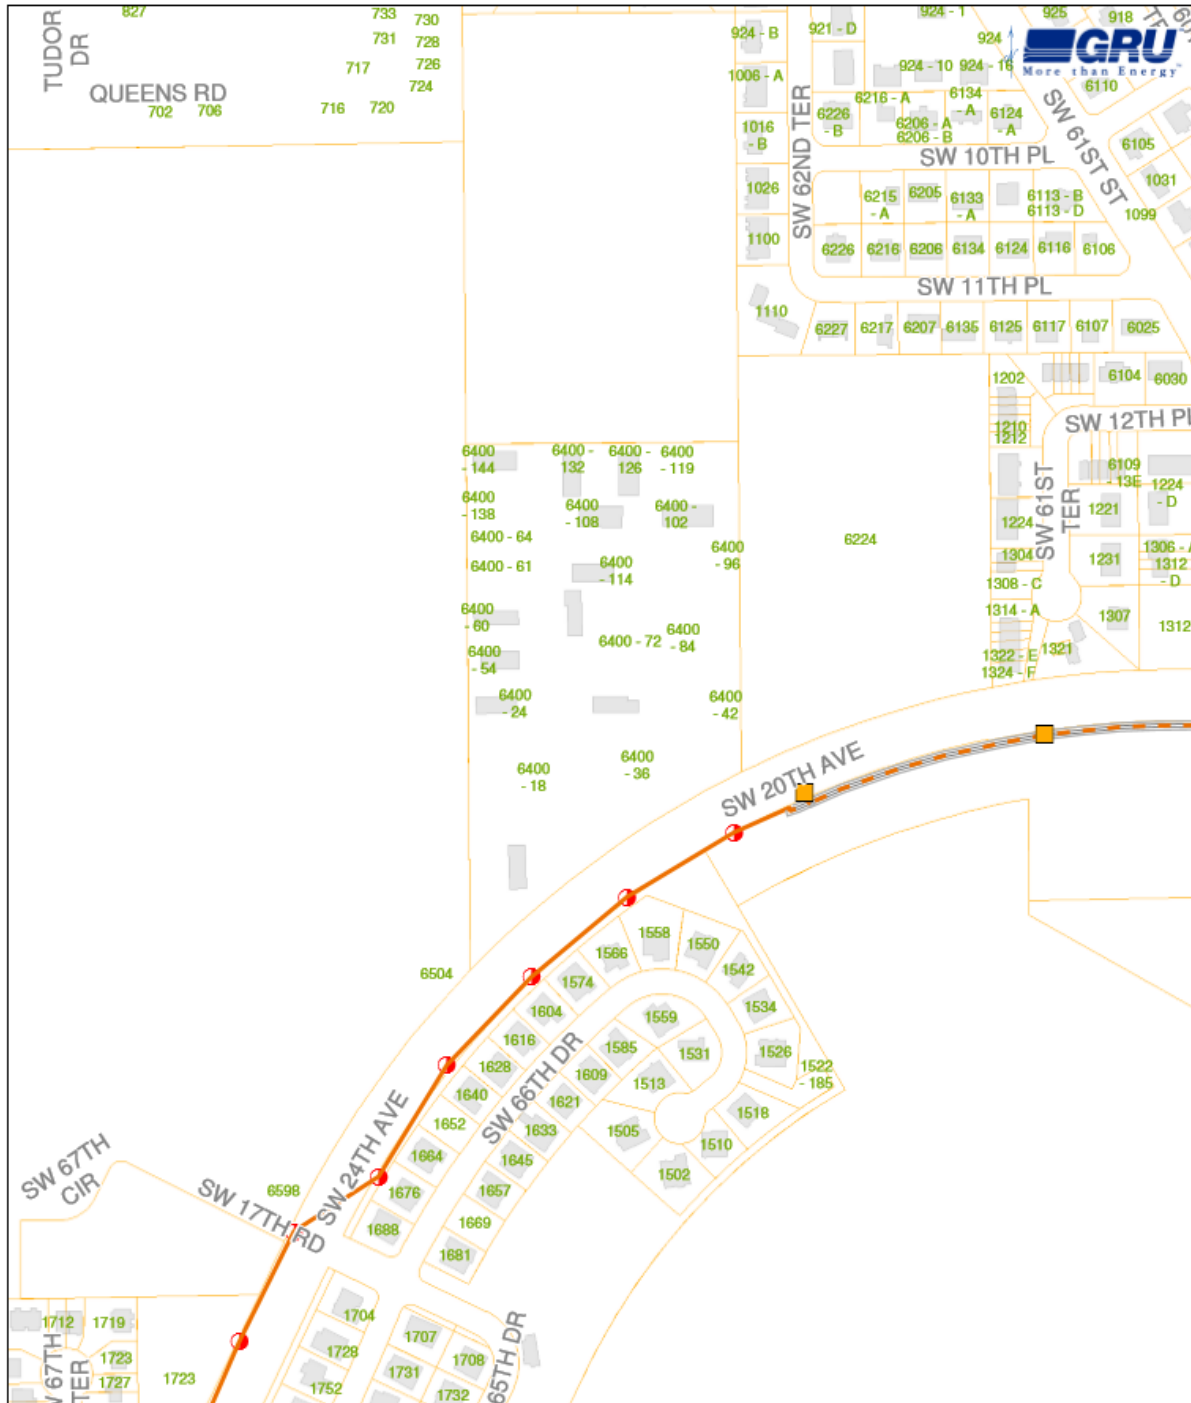 TUDOR
DR
827
733
730
731
728
717
726
724
QUEENS RD
702
706
716
720
924 - B
921 - D
924 - 1
925
918
924
GRU
More than Energy
1006 - A
924 - 10
924 - 16
6110
6216 - A
6134
- A
6226
- B
6206 - A
6206 - B
6124
- A
1016
- B
SW 62ND TER
SW 10TH PL
SW 61ST ST
6105
1031
1026
6215
- A
6205
6133
- A
6113 - B
6113 - D
1099
1100
6226
6216
6206
6134
6124
6116
6106
SW 11TH PL
1110
6227
6217
6207
6135
6125
6117
6107
6025
1202
6104
6030
1210
1212
SW 12TH PL
6400
- 144
6400 -
132
6400 -
126
6400
- 119
6109
- 13E
1224
- D
SW 61ST
TER
6400
- 138
6400
- 108
6400 -
102
1224
1221
6400 - 64
6224
6400
- 96
1304
1231
1306 - A
1312
- D
6400 - 61
6400
- 114
1308 - C
6400
- 60
1314 - A
1307
1312
6400 - 72
6400
- 84
6400
- 54
1322 - E
1324 - F
1321
6400
- 24
6400
- 42
6400
- 18
6400
- 36
SW 20TH AVE
1558
1550
1566
1542
6504
1574
1534
1604
1559
1616
1585
1531
1526
1628
1609
1513
1522
- 185
1640
1621
SW 66TH DR
1652
1633
1505
1518
1510
1664
1645
1502
SW 24TH AVE
SW 67TH
CIR
6598
1676
1657
SW 17TH RD
1688
1669
1681
1712
1719
1704
1707
1723
1728
1708
1727
1723
1731
1752
1732
65TH DR
67TH
TER